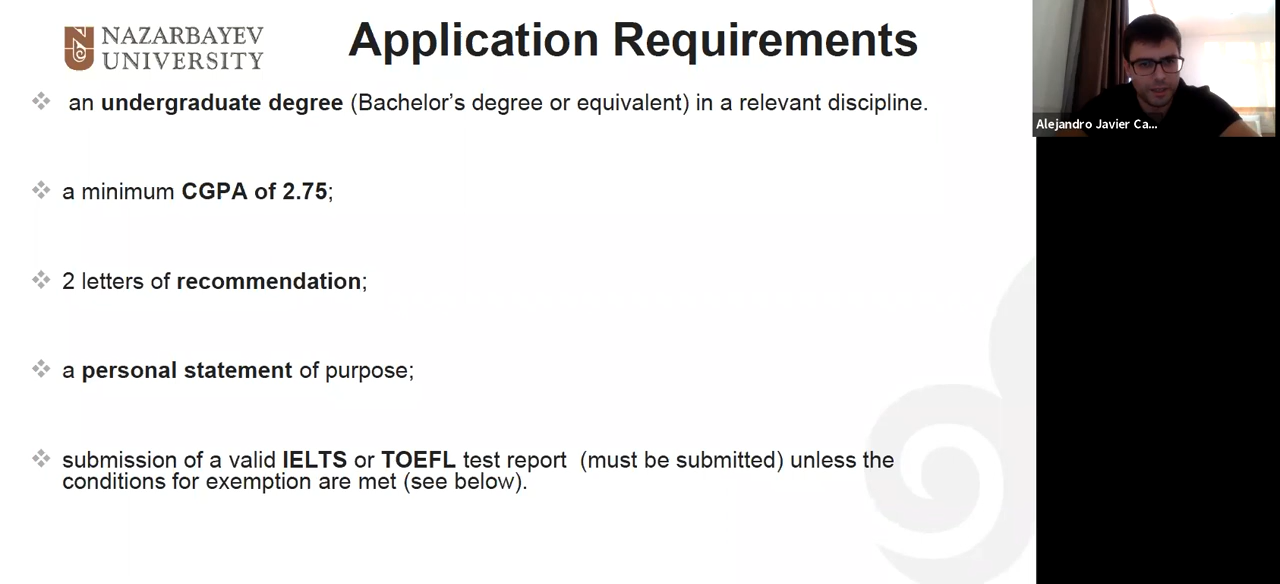 NAZARBAYEV
UNIVERSITY
Application Requirements
an undergraduate degree (Bachelor's degree or equivalent) in a relevant discipline.
a minimum CGPA of 2.75;
2 letters of recommendation;
a personal statement of purpose;
submission of a valid IELTS or TOEFL test report (must be submitted) unless the
conditions for exemption are met (see below).
Alejandro Javier Ca...